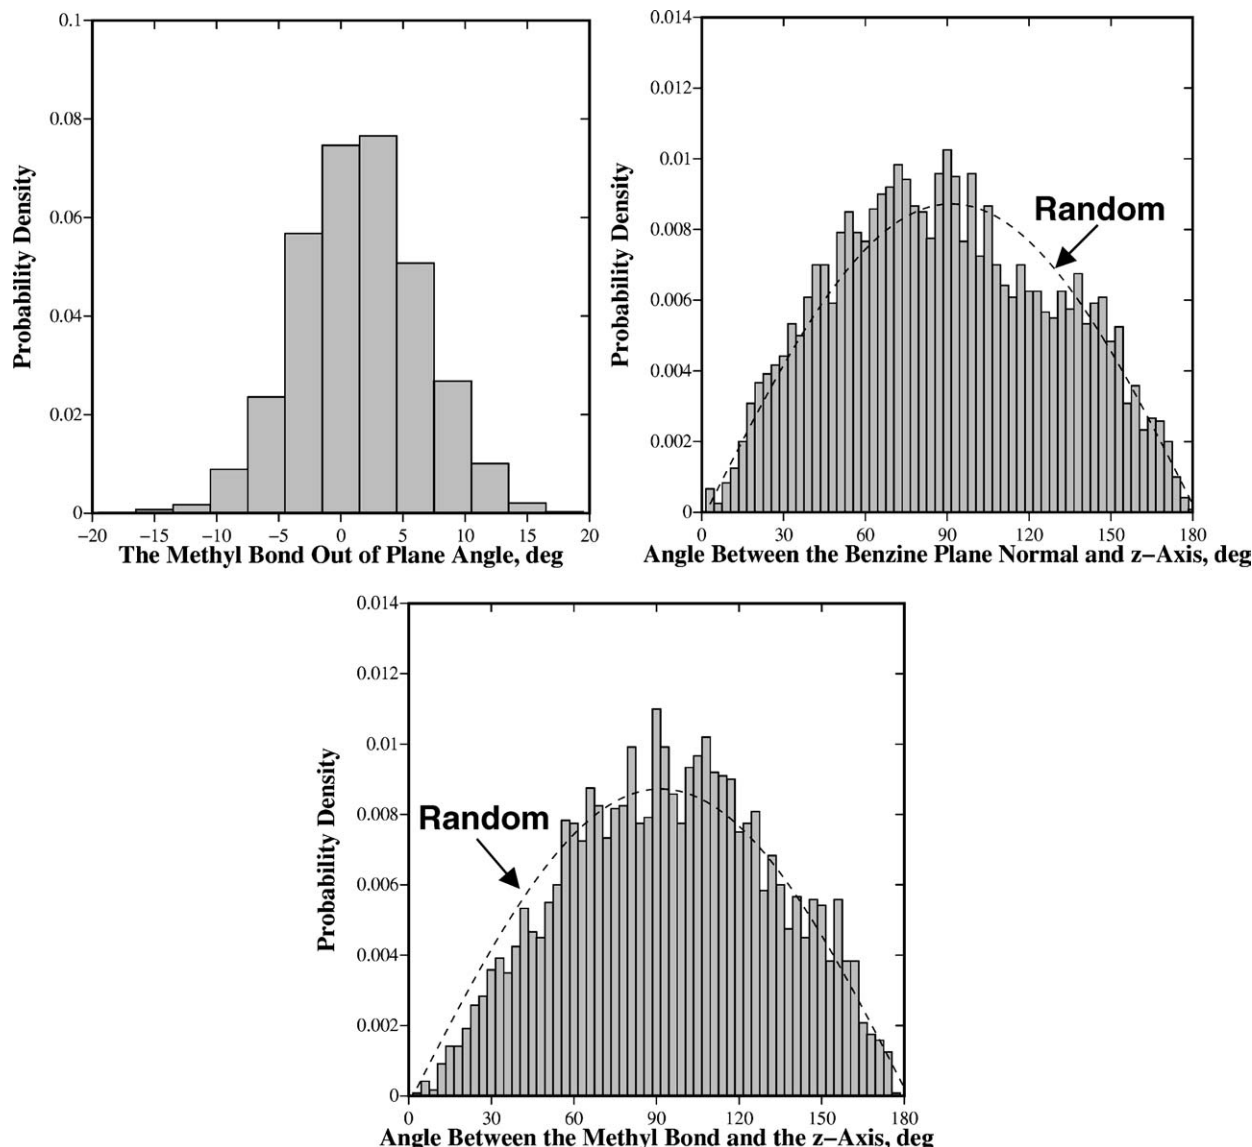 0.1
0.08
0.06
0.04
0.02
0
−20 −15 −10 −5 0 5 10 15 20
Probability Density
The Methyl Bond Out of Plane Angle, deg
0.014
0.012
0.01
0.008
0.006
0.004
0.002
0
0 30 60 90 120 150 180
Probability Density
Random
Angle Between the Benzine Plane Normal and z−Axis, deg
0.014
0.012
0.01
0.008
0.006
0.004
0.002
0
0 30 60 90 120 150 180
Probability Density
Random
Angle Between the Methyl Bond and the z−Axis, deg